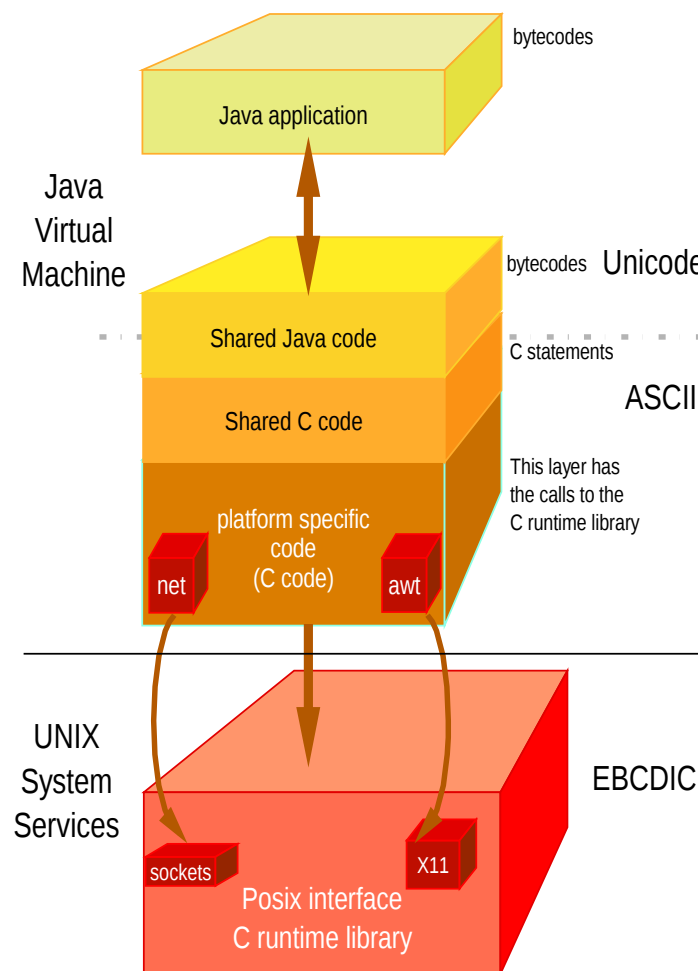 bytecodes
Java application
Java
Virtual
Machine
bytecodes
Unicode
Shared Java code
C statements
ASCII
Shared C code
This layer has
the calls to the
C runtime library
platform specific
code
(C code)
net
awt
UNIX
System
Services
EBCDIC
sockets
X11
Posix interface
C runtime library